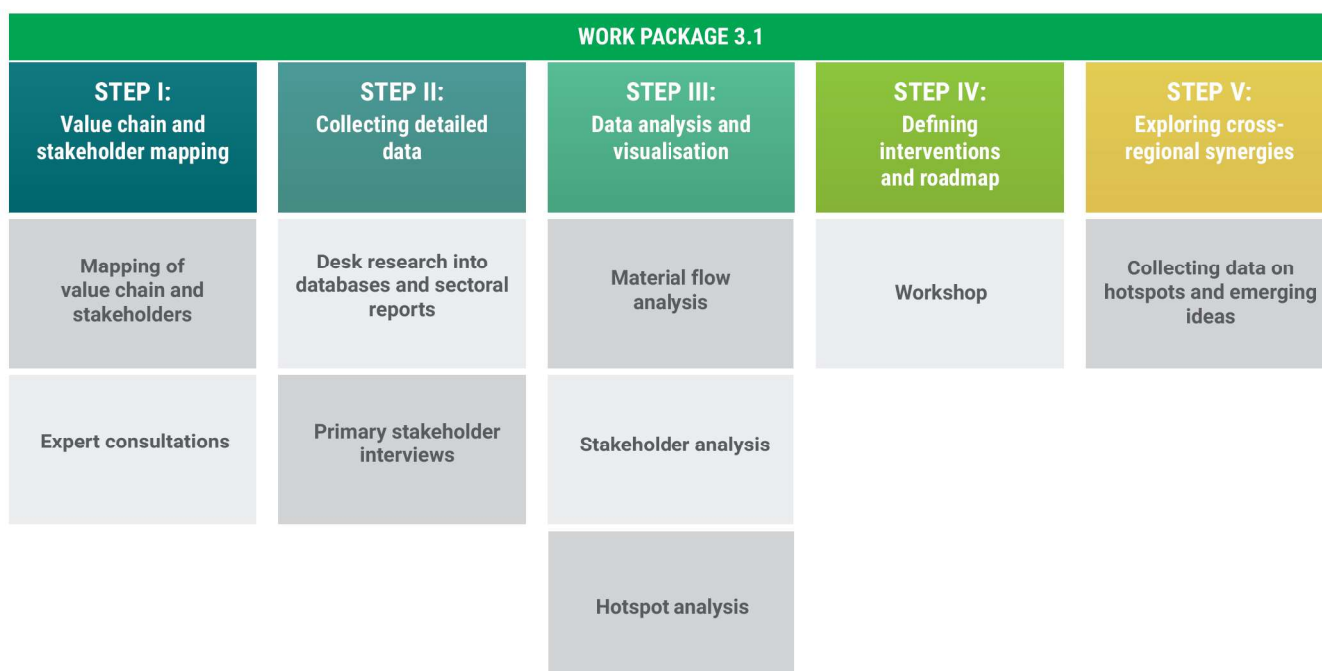 WORK PACKAGE 3.1
STEP I:
Value chain and
stakeholder mapping
STEP II:
Collecting detailed
data
STEP III:
Data analysis and
visualisation
STEP IV:
Defining
interventions
and roadmap
STEP V:
Exploring cross-
regional synergies
Mapping of
value chain and
stakeholders
Desk research into
databases and sectoral
reports
Material flow
analysis
Workshop
Collecting data on
hotspots and emerging
ideas
Expert consultations
Primary stakeholder
interviews
Stakeholder analysis
Hotspot analysis